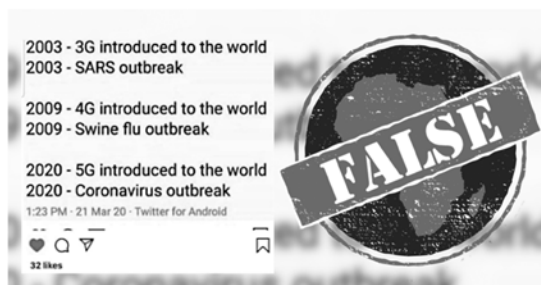 2003 - 3G introduced to the world
2003 - SARS outbreak
2009 - 4G introduced to the world
2009 - Swine flu outbreak
2020 - 5G introduced to the world
2020 - Coronavirus outbreak
1:23 PM · 21 Mar 20 · Twitter for Android
32 likes
FALSE